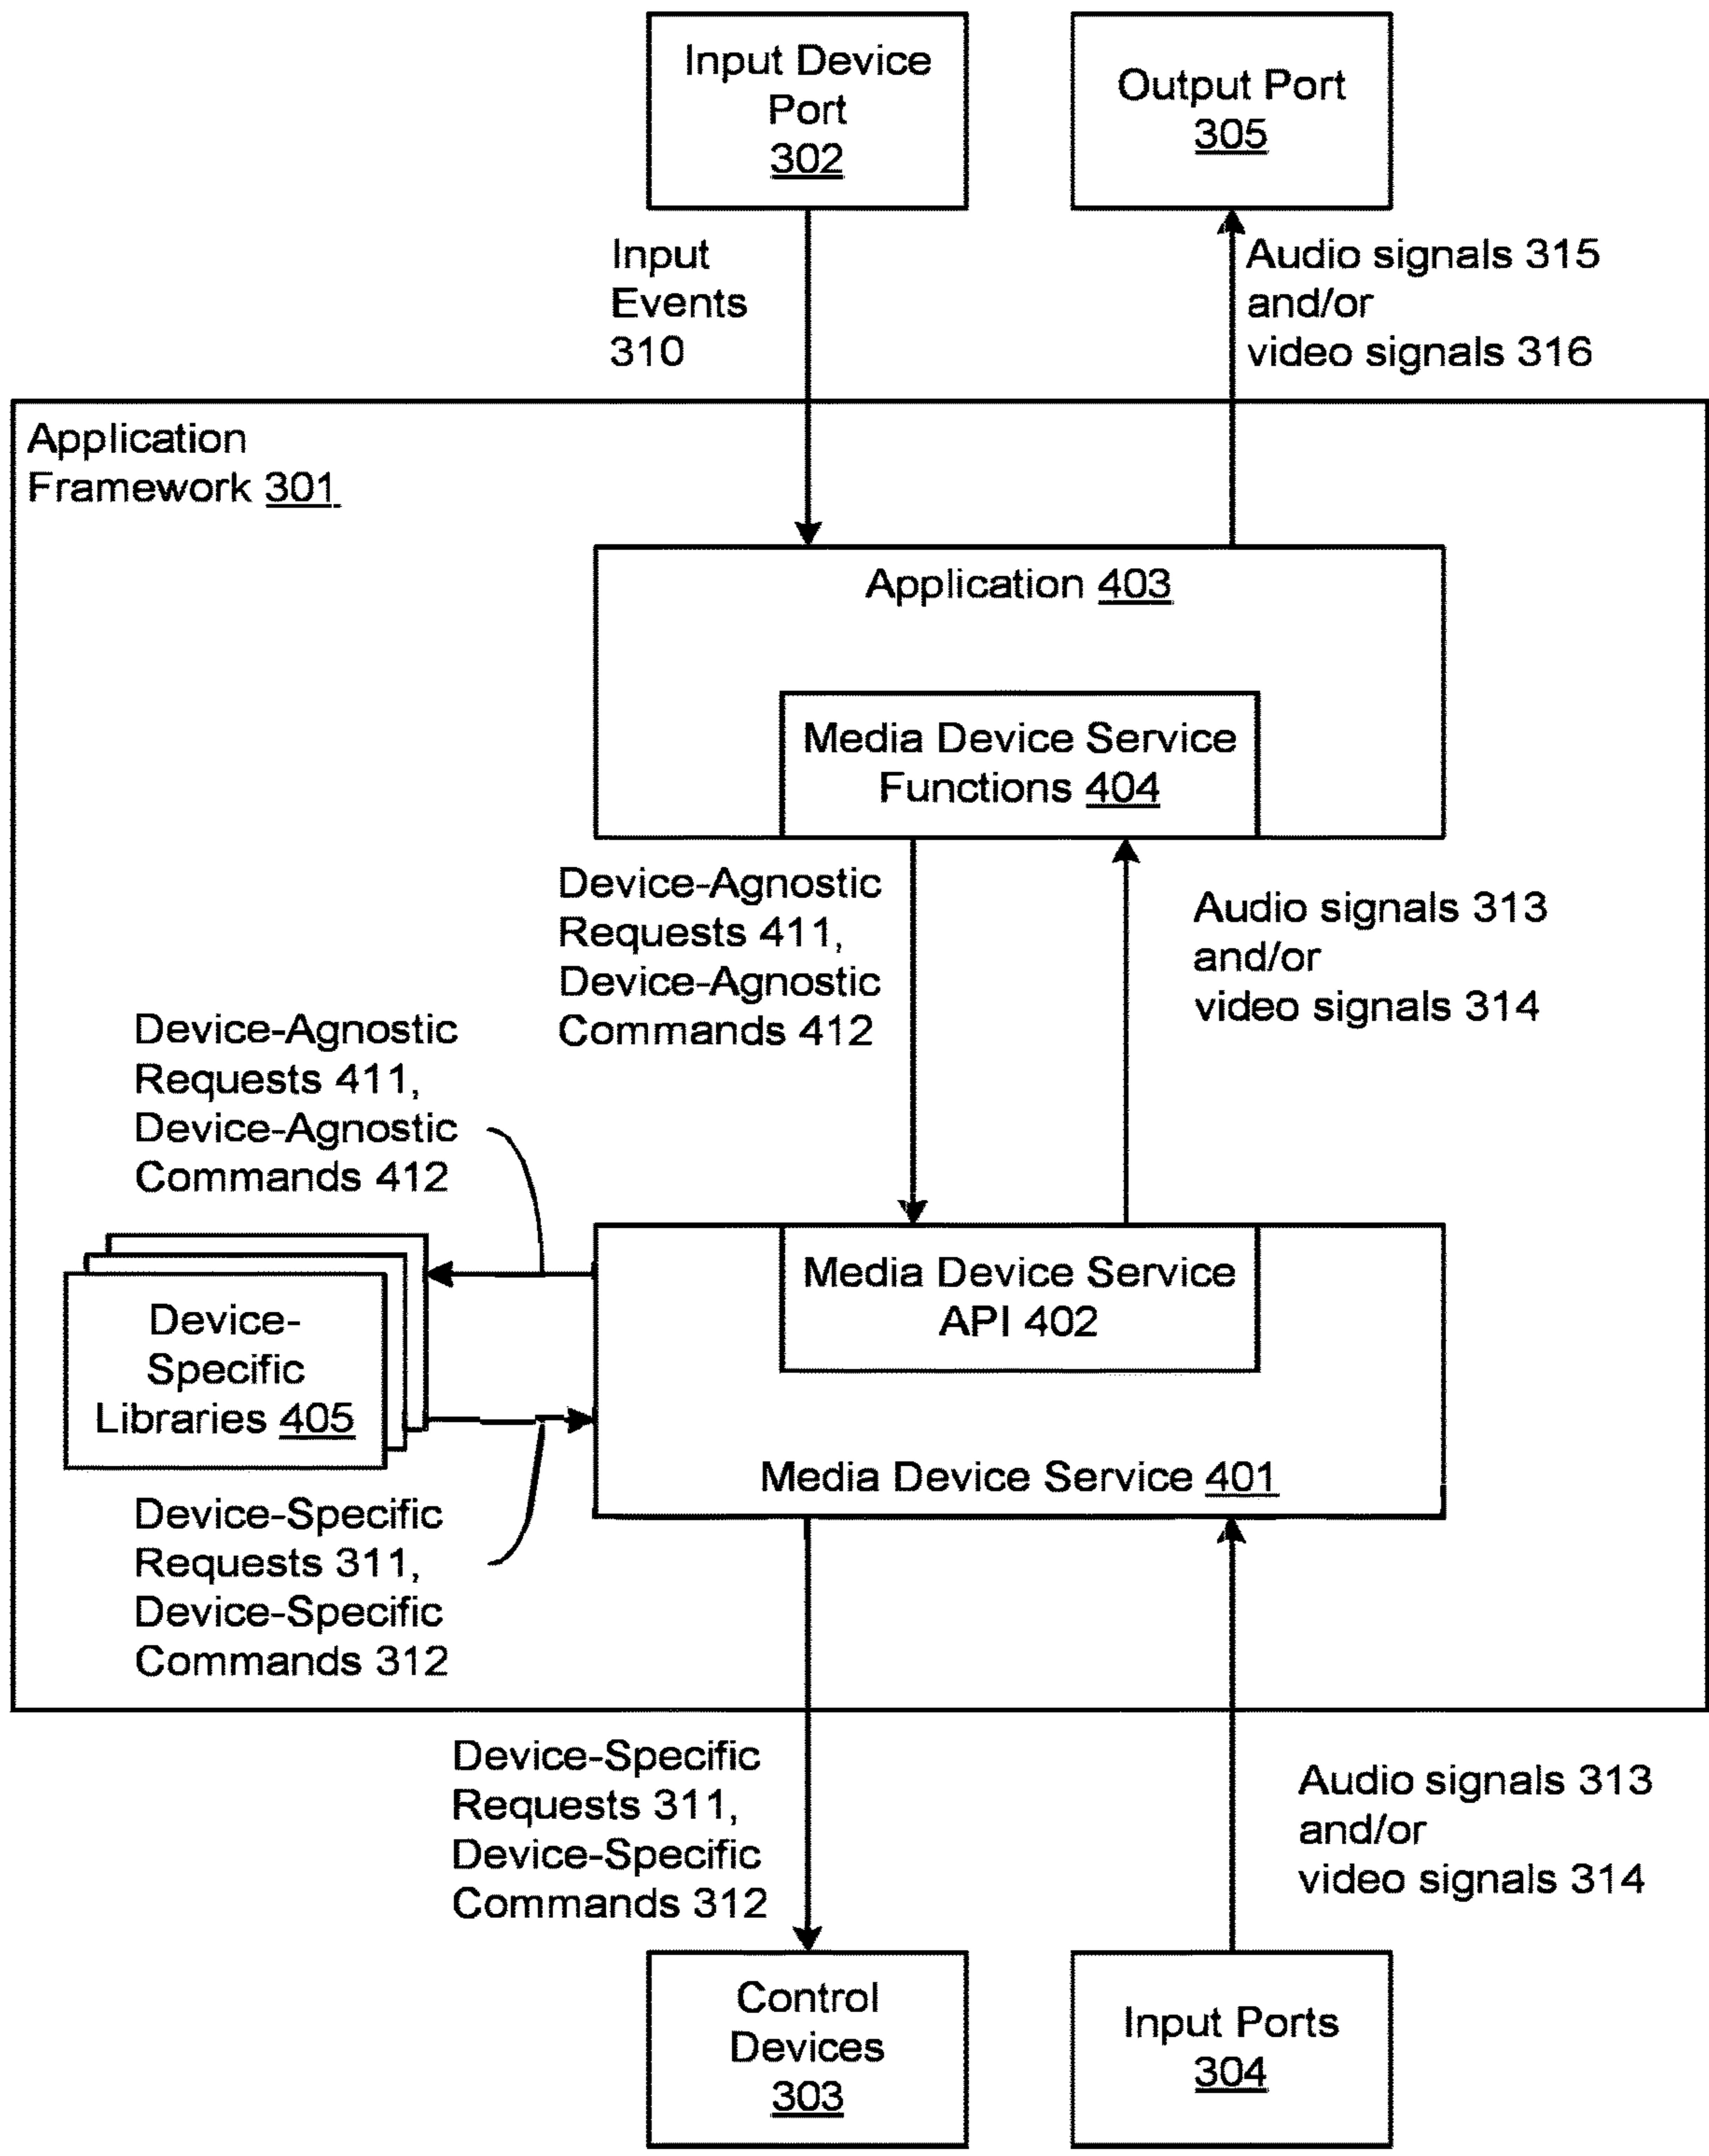 Input Device
Port
302
Output Port
305
Input
Events
310
Audio signals 315
and/or
video signals 316
Application
Framework 301
Application 403
Media Device Service
Functions 404
Device-Agnostic
Requests 411,
Device-Agnostic
Commands 412
Audio signals 313
and/or
video signals 314
Device-Agnostic
Requests 411,
Device-Agnostic
Commands 412
Media Device Service
API 402
Device-
Specific
Libraries 405
Media Device Service 401
Device-Specific
Requests 311,
Device-Specific
Commands 312
Device-Specific
Requests 311,
Device-Specific
Commands 312
Audio signals 313
and/or
video signals 314
Control
Devices
303
Input Ports
304